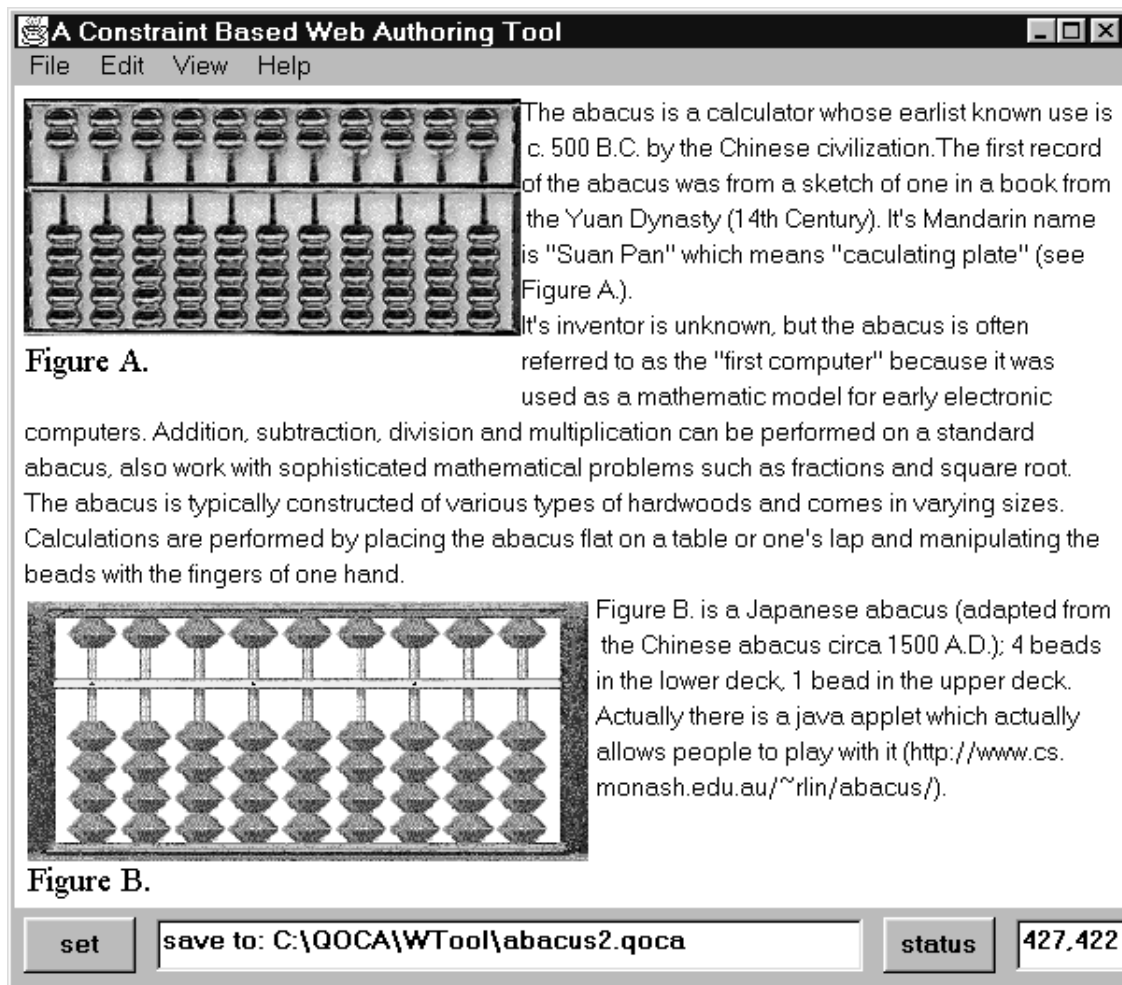 A Constraint Based Web Authoring Tool
File Edit View Help
The abacus is a calculator whose earlist known use is
c. 500 B.C. by the Chinese civilization.The first record
of the abacus was from a sketch of one in a book from
the Yuan Dynasty (14th Century). It's Mandarin name
is "Suan Pan" which means "caculating plate" (see
Figure A.).
It's inventor is unknown, but the abacus is often
referred to as the "first computer" because it was
used as a mathematic model for early electronic
Figure A.
computers. Addition, subtraction, division and multiplication can be performed on a standard
abacus, also work with sophisticated mathematical problems such as fractions and square root.
The abacus is typically constructed of various types of hardwoods and comes in varying sizes.
Calculations are performed by placing the abacus flat on a table or one's lap and manipulating the
beads with the fingers of one hand.
Figure B. is a Japanese abacus (adapted from
the Chinese abacus circa 1500 A.D.); 4 beads
in the lower deck, 1 bead in the upper deck.
Actually there is a java applet which actually
allows people to play with it (http://www.cs.
monash.edu.au/~rlin/abacus/).
Figure B.
set save to: C:\QOCA\WTool\abacus2.qoca status 427,422